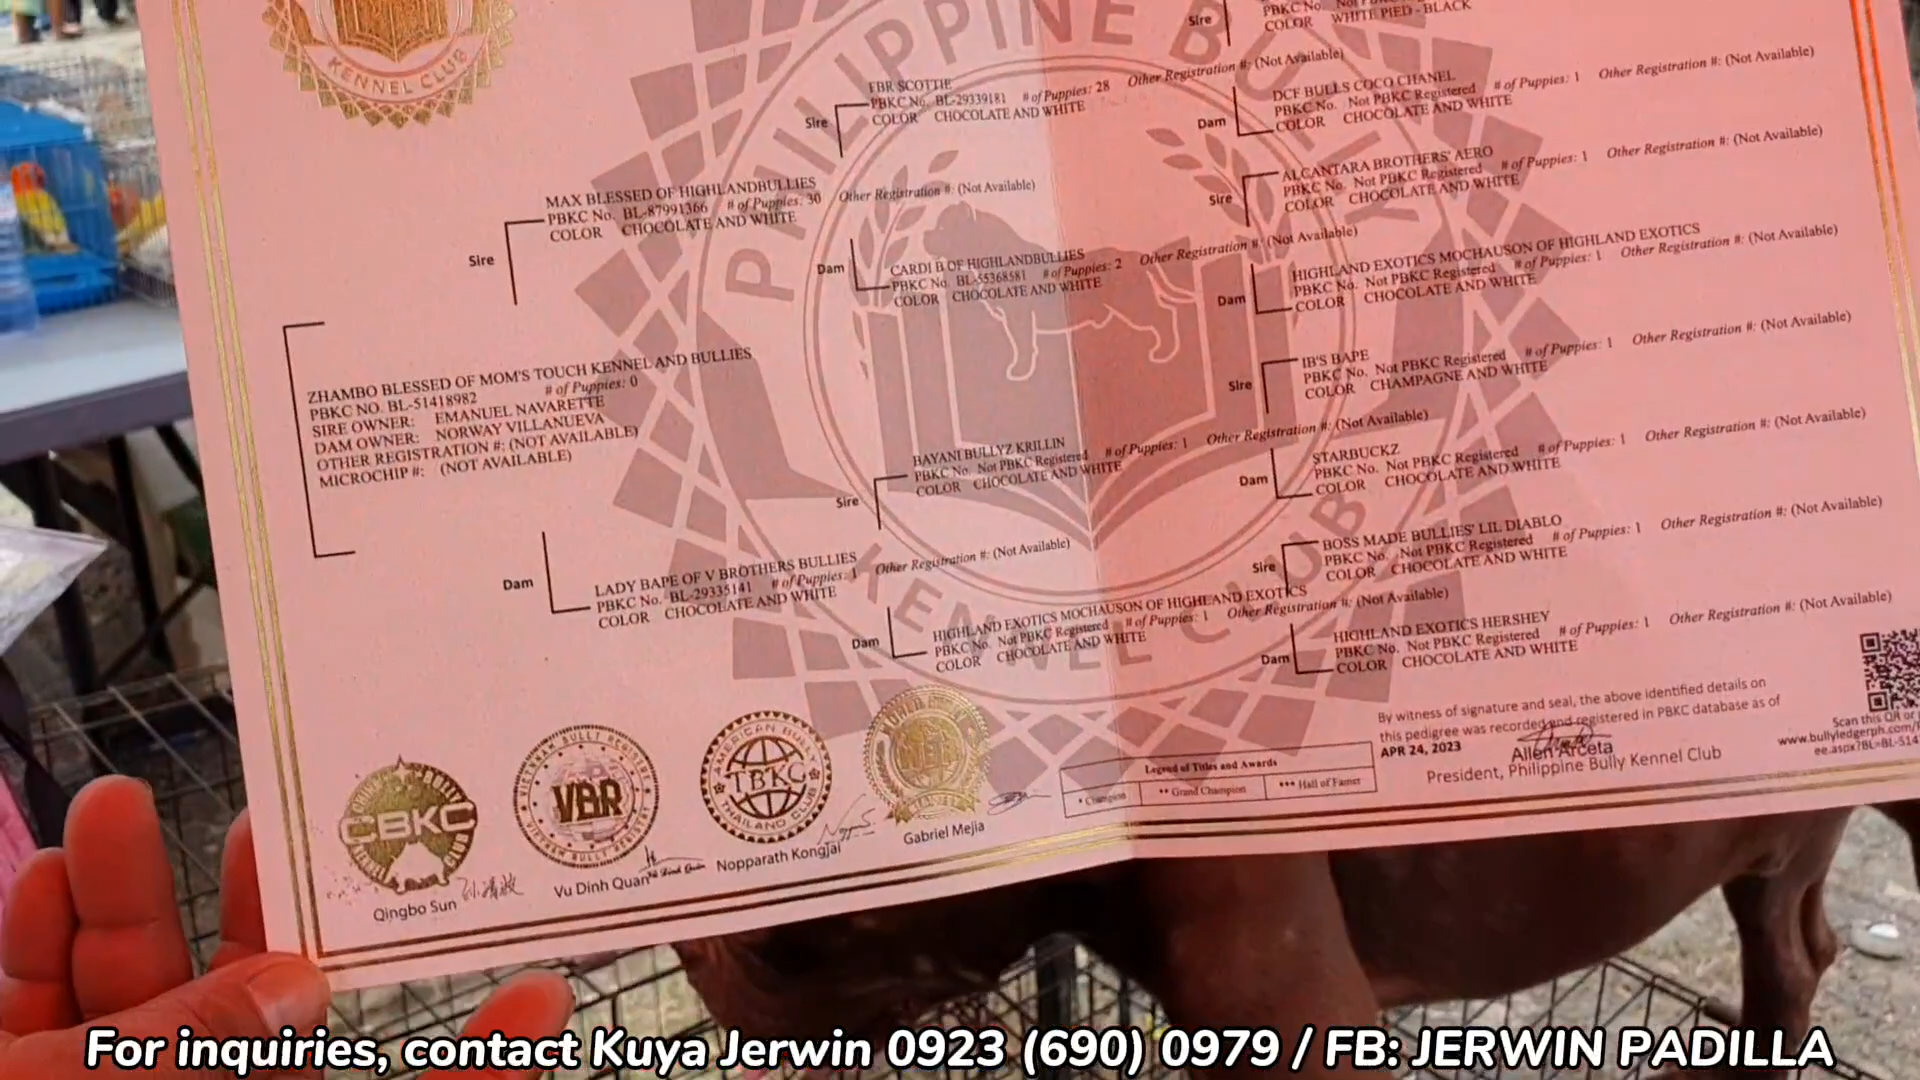 KENNEL CLUB
PHILIPPINE BULLY
KENNEL CLUB
Sire
PBKC No. Not PBKC Registered
COLOR WHITE PIED - BLACK
FBR SCOTTIE
PBKC No. BL-29339181 # of Puppies: 28 Other Registration #: (Not Available)
COLOR CHOCOLATE AND WHITE
Sire
DCF BULLS COCO CHANEL
PBKC No. Not PBKC Registered # of Puppies: 1 Other Registration #: (Not Available)
COLOR CHOCOLATE AND WHITE
Dam
MAX BLESSED OF HIGHLANDBULLIES
PBKC No. BL-87991366 # of Puppies: 30 Other Registration #: (Not Available)
COLOR CHOCOLATE AND WHITE
Sire
ALCANTARA BROTHERS' AERO
PBKC No. Not PBKC Registered # of Puppies: 1 Other Registration #: (Not Available)
COLOR CHOCOLATE AND WHITE
Sire
CARDI B OF HIGHLANDBULLIES
PBKC No. BL-55368581 # of Puppies: 2 Other Registration #: (Not Available)
COLOR CHOCOLATE AND WHITE
Dam
HIGHLAND EXOTICS MOCHAUSON OF HIGHLAND EXOTICS
PBKC No. Not PBKC Registered # of Puppies: 1 Other Registration #: (Not Available)
COLOR CHOCOLATE AND WHITE
Dam
ZHAMBO BLESSED OF MOM'S TOUCH KENNEL AND BULLIES
PBKC NO. BL-51418982 # of Puppies: 0
SIRE OWNER: EMANUEL NAVARETTE
DAM OWNER: NORWAY VILLANUEVA
OTHER REGISTRATION #: (NOT AVAILABLE)
MICROCHIP #: (NOT AVAILABLE)
IB'S BAPE
PBKC No. Not PBKC Registered # of Puppies: 1 Other Registration #: (Not Available)
COLOR CHAMPAGNE AND WHITE
Sire
BAYANI BULLYZ KRILLIN
PBKC No. Not PBKC Registered # of Puppies: 1 Other Registration #: (Not Available)
COLOR CHOCOLATE AND WHITE
Sire
STARBUCKZ
PBKC No. Not PBKC Registered # of Puppies: 1 Other Registration #: (Not Available)
COLOR CHOCOLATE AND WHITE
Dam
LADY BAPE OF V BROTHERS BULLIES
PBKC No. BL-29335141 # of Puppies: 1 Other Registration #: (Not Available)
COLOR CHOCOLATE AND WHITE
Dam
BOSS MADE BULLIES' LIL DIABLO
PBKC No. Not PBKC Registered # of Puppies: 1 Other Registration #: (Not Available)
COLOR CHOCOLATE AND WHITE
Sire
HIGHLAND EXOTICS MOCHAUSON OF HIGHLAND EXOTICS
PBKC No. Not PBKC Registered # of Puppies: 1 Other Registration #: (Not Available)
COLOR CHOCOLATE AND WHITE
Dam
HIGHLAND EXOTICS HERSHEY
PBKC No. Not PBKC Registered # of Puppies: 1 Other Registration #: (Not Available)
COLOR CHOCOLATE AND WHITE
Dam
By witness of signature and seal, the above identified details on
this pedigree was recorded and registered in PBKC database as of
APR 24, 2023
Allen Arceta
President, Philippine Bully Kennel Club
Scan this QR or
www.bullyledgerph.com/
ee.aspx?BL=BL-514
Legend of Titles and Awards
* Champion ** Grand Champion *** Hall of Famer
CBKC
Qingbo Sun
VIETNAM BULLY REGISTRY
VBR
Vu Dinh Quan
AMERICAN BULLY
TBKC
THAILAND CLUB
Nopparath Kongjai
Gabriel Mejia
For inquiries, contact Kuya Jerwin 0923 (690) 0979 / FB: JERWIN PADILLA